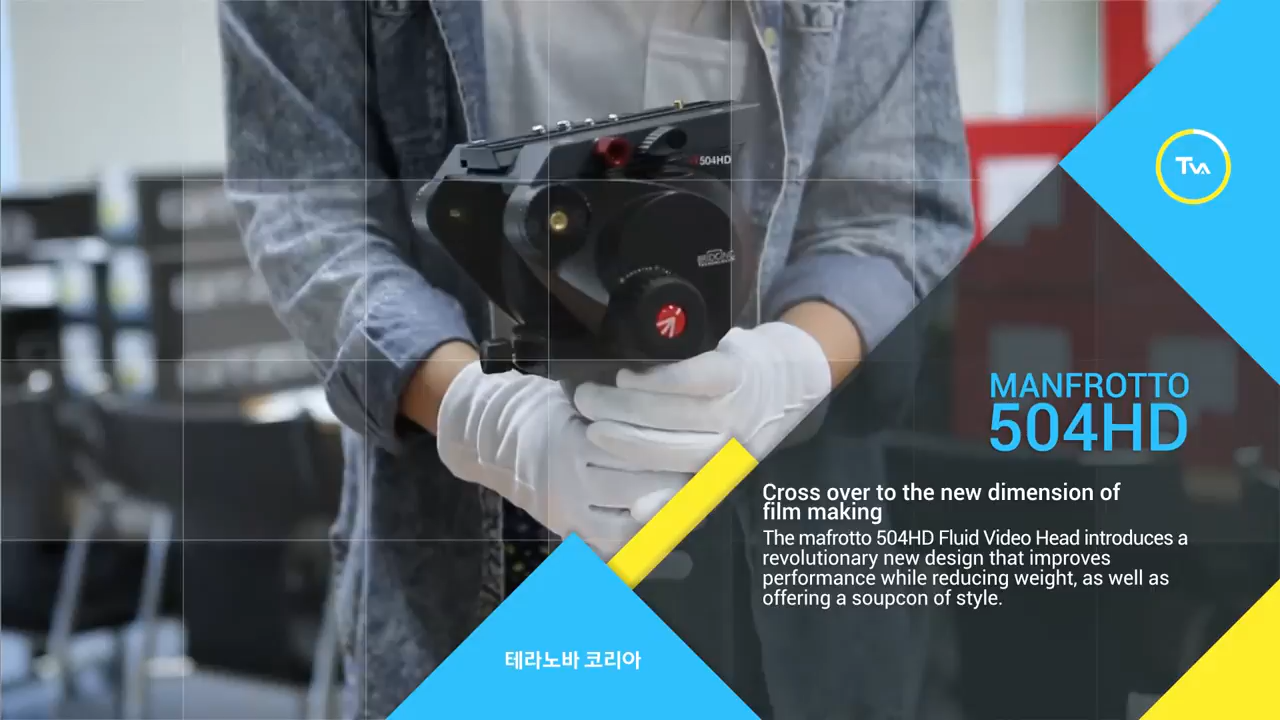 504HD
BRIDGING
TVA
MANFROTTO
504HD
Cross over to the new dimension of
film making
The mafrotto 504HD Fluid Video Head introduces a
revolutionary new design that improves
performance while reducing weight, as well as
offering a soupcon of style.
테라노바 코리아